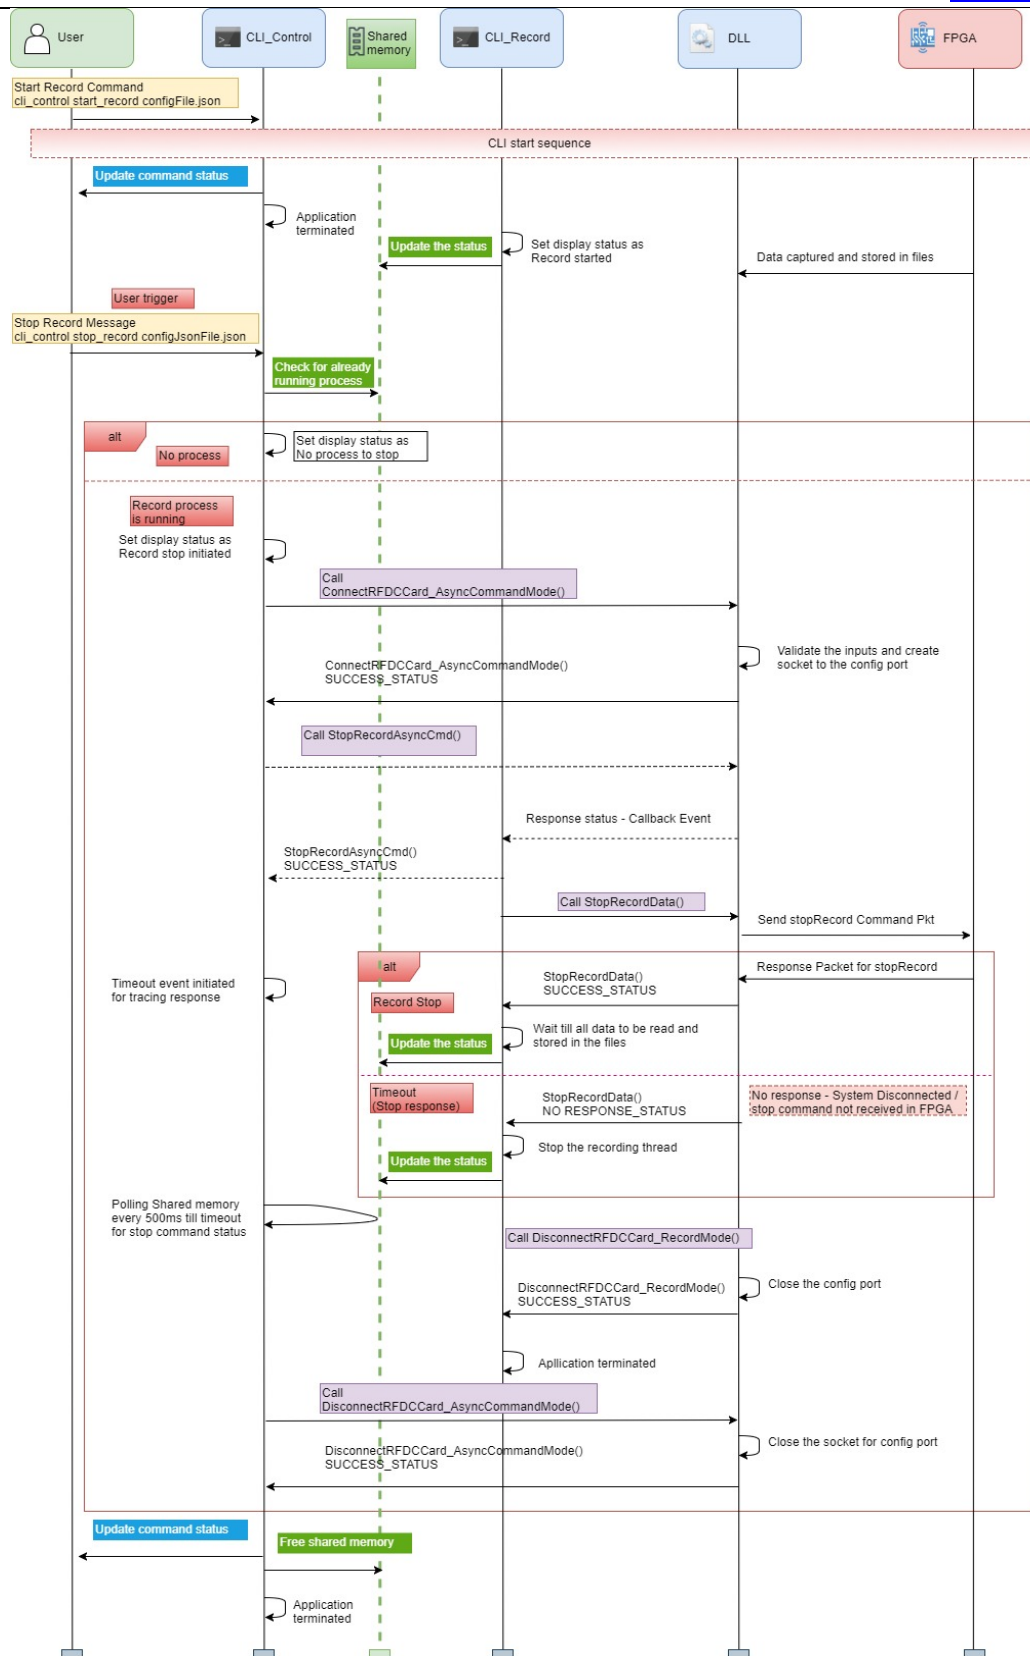 User
CLI_Control
Shared
memory
CLI_Record
DLL
FPGA
Start Record Command
cli_control start_record configFile.json
CLI start sequence
Update command status
Application
terminated
Update the status
Set display status as
Record started
Data captured and stored in files
User trigger
Stop Record Message
cli_control stop_record configJsonFile.json
Check for already
running process
alt
Set display status as
No process to stop
No process
Record process
is running
Set display status as
Record stop initiated
Call
ConnectRFDCCard_AsyncCommandMode()
Validate the inputs and create
socket to the config port
ConnectRFDCCard_AsyncCommandMode()
SUCCESS_STATUS
Call StopRecordAsyncCmd()
Response status - Callback Event
StopRecordAsyncCmd()
SUCCESS_STATUS
Call StopRecordData()
Send stopRecord Command Pkt
alt
Response Packet for stopRecord
Timeout event initiated
for tracing response
StopRecordData()
SUCCESS_STATUS
Record Stop
Wait till all data to be read and
stored in the files
Update the status
Timeout
(Stop response)
StopRecordData()
NO RESPONSE_STATUS
No response - System Disconnected /
stop command not received in FPGA
Stop the recording thread
Update the status
Polling Shared memory
every 500ms till timeout
for stop command status
Call DisconnectRFDCCard_RecordMode()
Close the config port
DisconnectRFDCCard_RecordMode()
SUCCESS_STATUS
Apllication terminated
Call
DisconnectRFDCCard_AsyncCommandMode()
Close the socket for config port
DisconnectRFDCCard_AsyncCommandMode()
SUCCESS_STATUS
Update command status
Free shared memory
Application
terminated